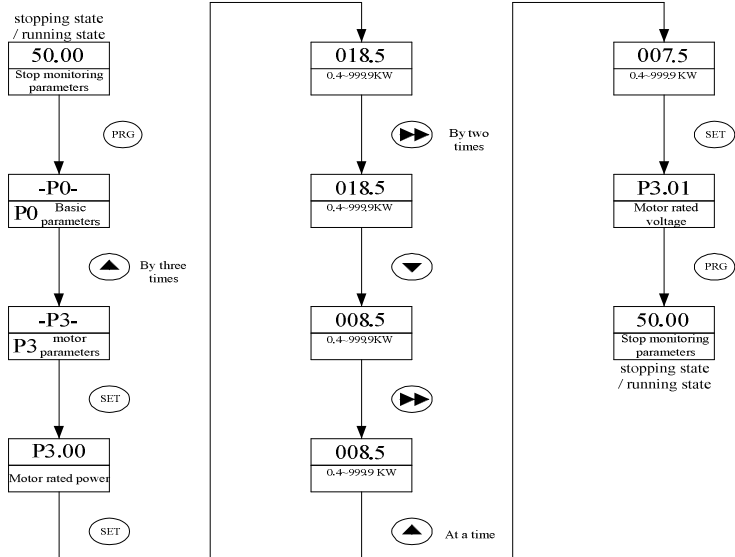 stopping state
/ running state
50.00
Stop monitoring
parameters
PRG
-P0-
P0 Basic
parameters
By three
times
-P3-
P3 motor
parameters
SET
P3.00
Motor rated power
SET
018.5
0.4~999.9KW
By two
times
018.5
0.4~999.9KW
008.5
0.4~999.9KW
008.5
0.4~999.9 KW
At a time
007.5
0.4~999.9 KW
SET
P3.01
Motor rated
voltage
PRG
50.00
Stop monitoring
parameters
stopping state
/ running state